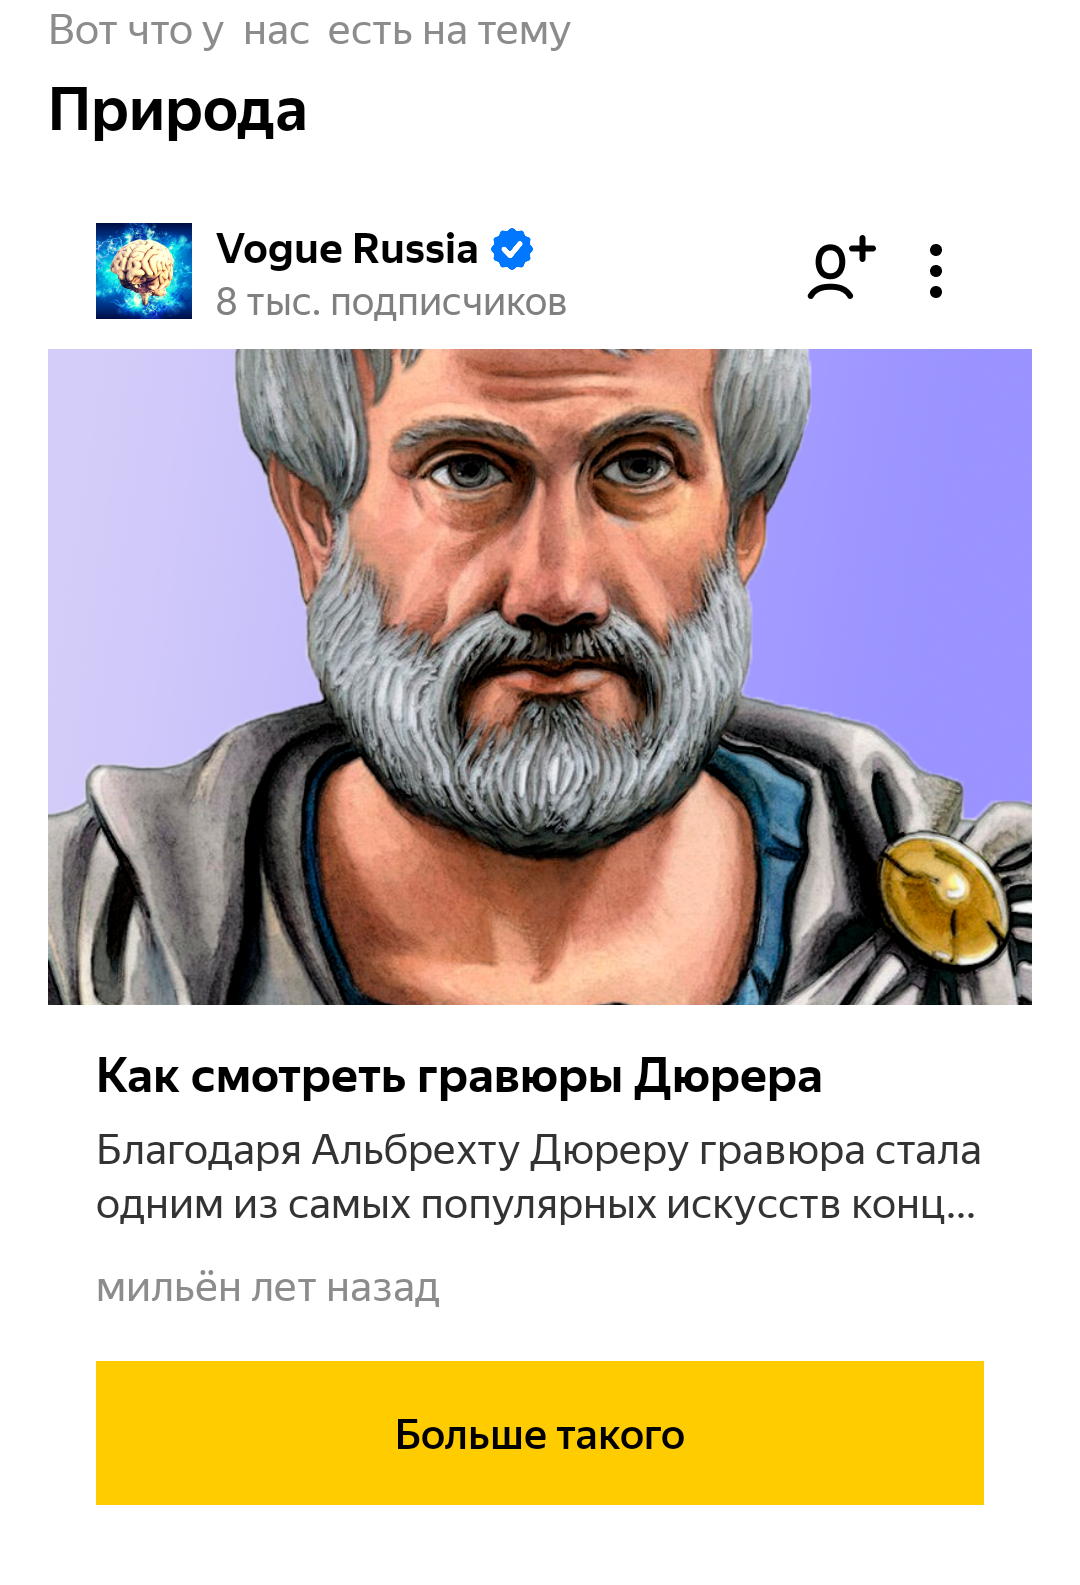 Вот что у нас есть на тему
Природа
Vogue Russia
8 тыс. подписчиков
Как смотреть гравюры Дюрера
Благодаря Альбрехту Дюреру гравюра стала
одним из самых популярных искусств конц...
мильён лет назад
Больше такого